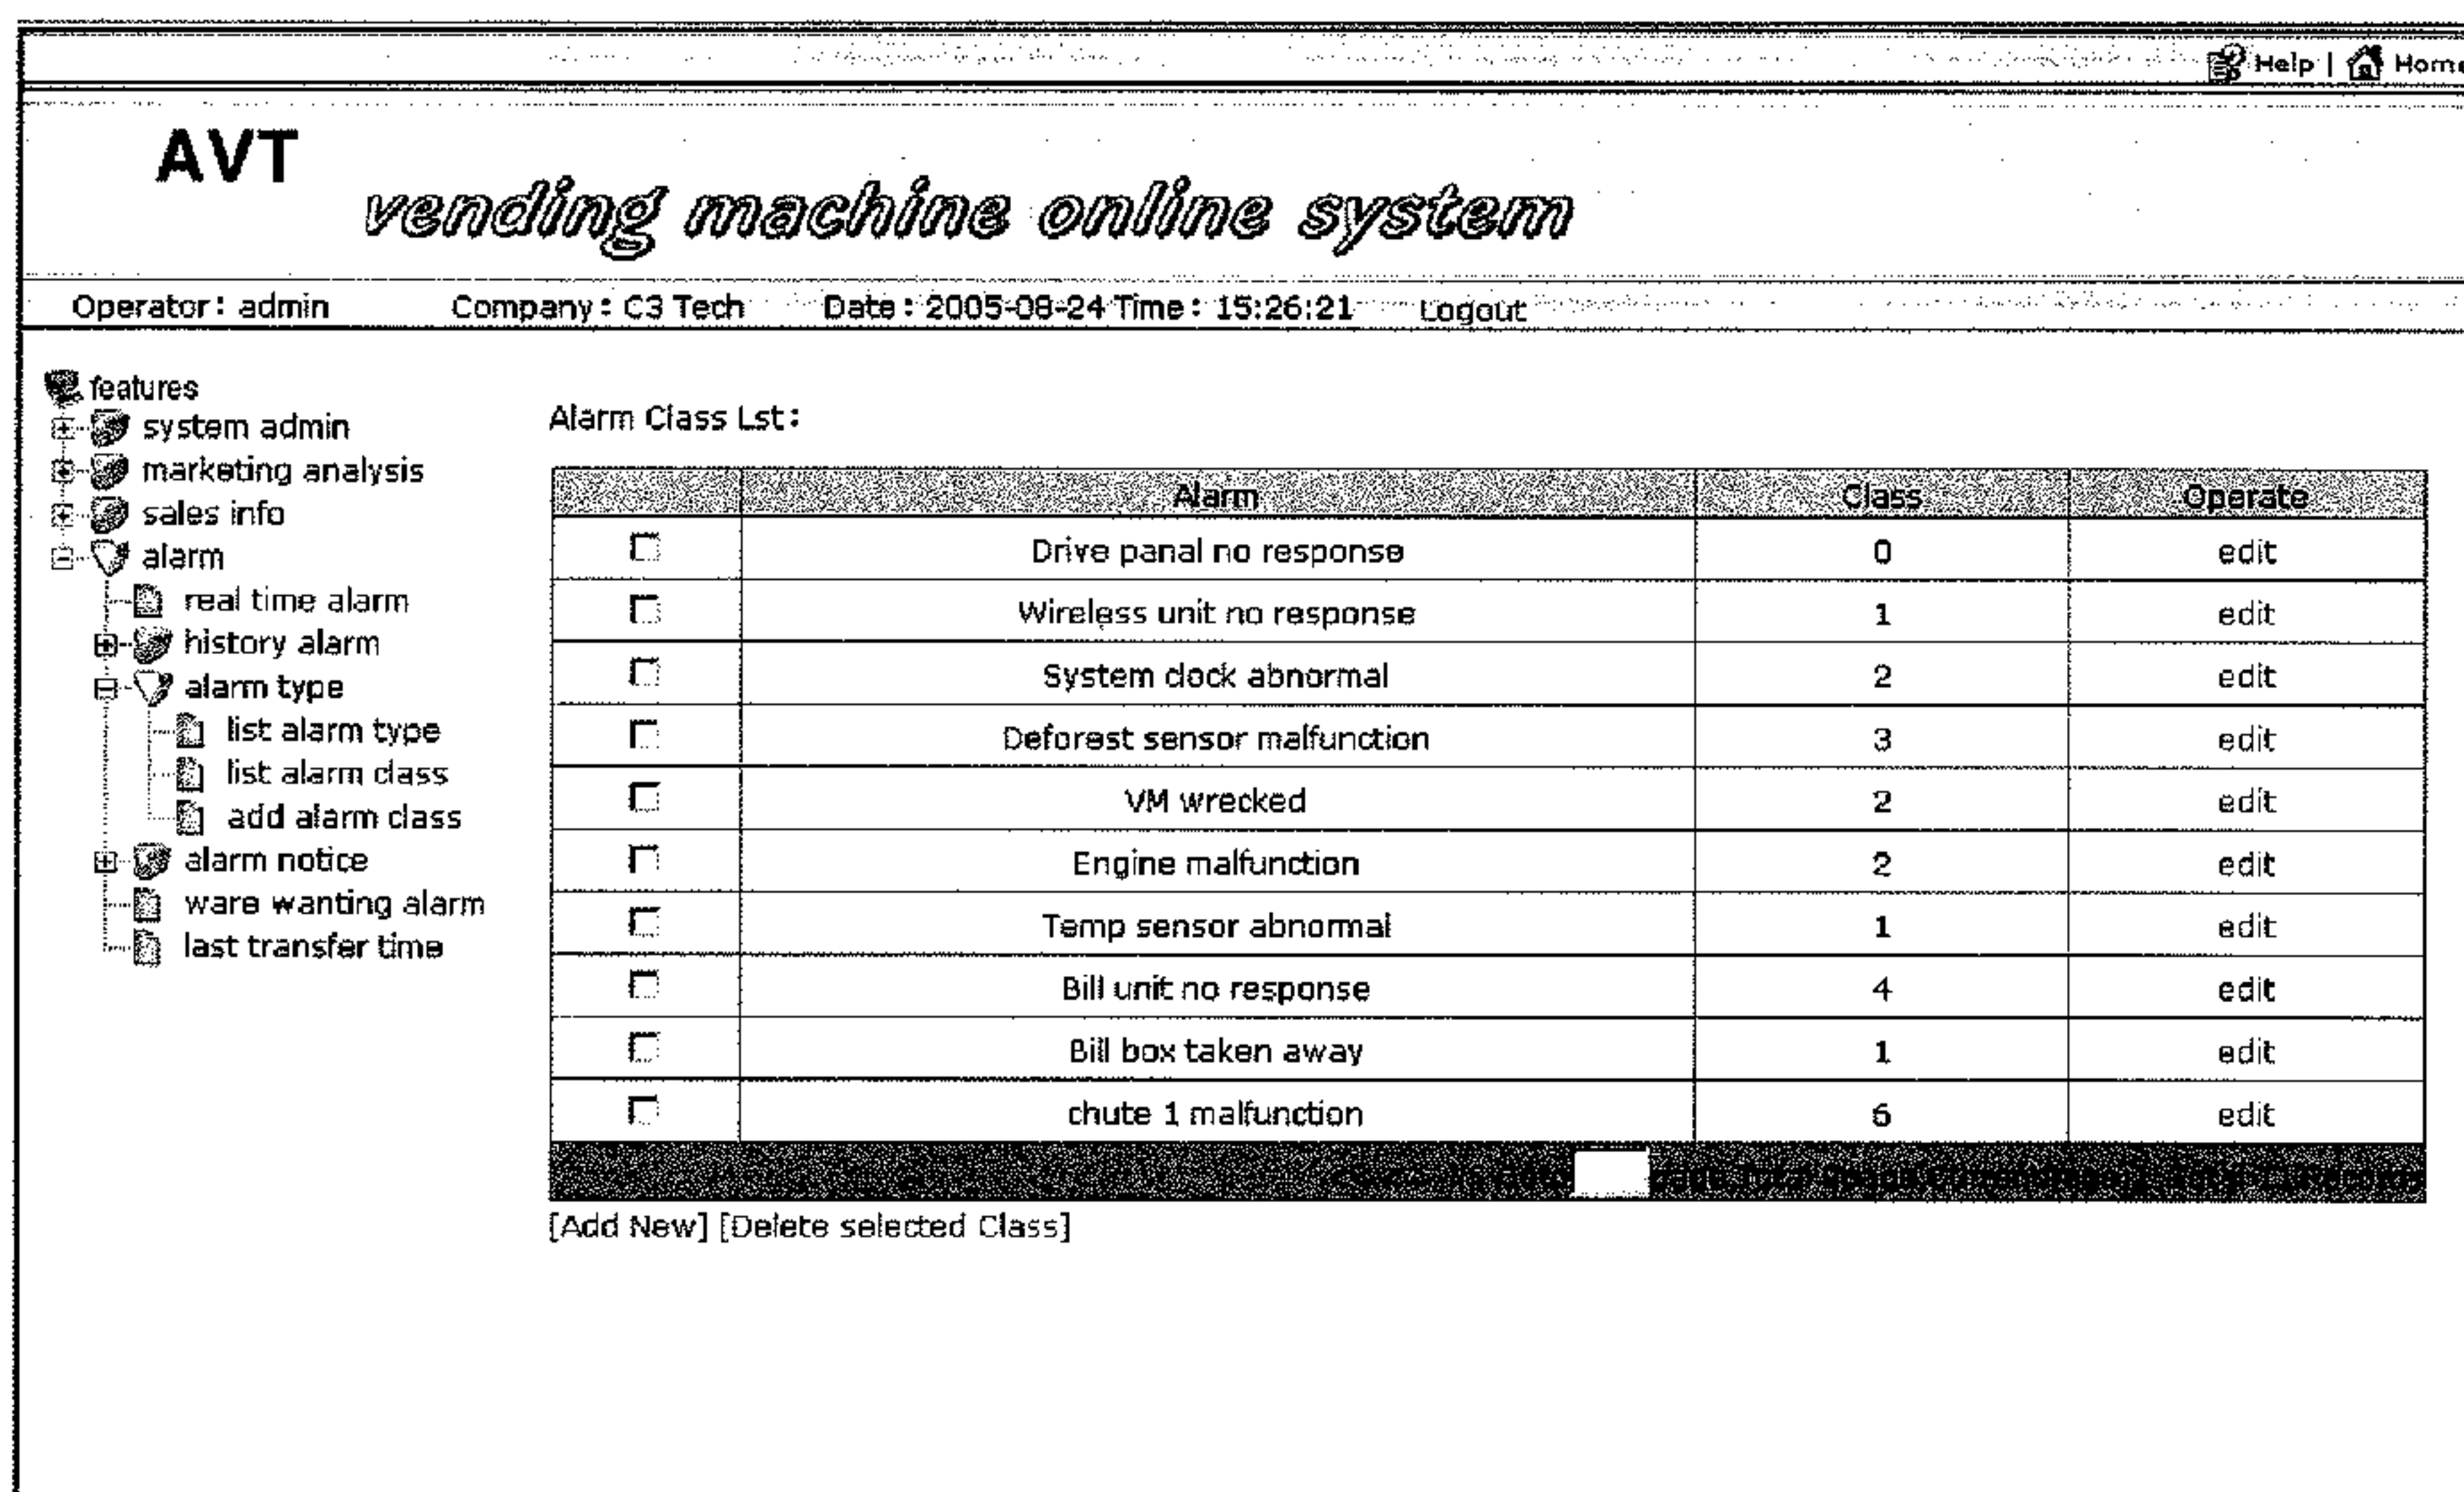 Help | Home
AVT
vending machine online system
Operator: admin Company: C3 Tech Date: 2005-08-24 Time: 15:26:21 Logout
features
system admin
marketing analysis
sales info
alarm
real time alarm
history alarm
alarm type
list alarm type
list alarm class
add alarm class
alarm notice
ware wanting alarm
last transfer time
Alarm Class Lst:
Alarm Class Operate
Drive panal no response 0 edit
Wireless unit no response 1 edit
System clock abnormal 2 edit
Deforest sensor malfunction 3 edit
VM wrecked 2 edit
Engine malfunction 2 edit
Temp sensor abnormal 1 edit
Bill unit no response 4 edit
Bill box taken away 1 edit
chute 1 malfunction 6 edit
[Add New] [Delete selected Class]